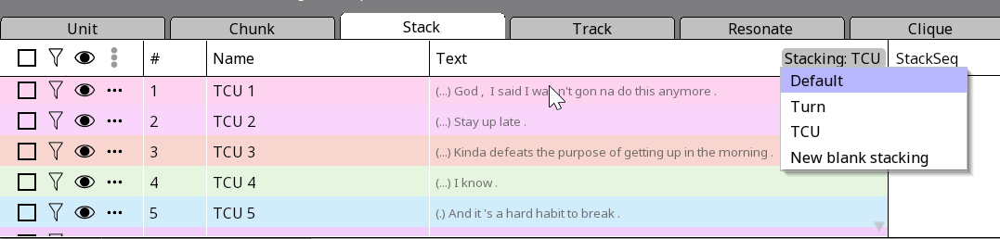 Unit Chunk Stack Track Resonate Clique
# Name Text Stacking: TCU StackSeq
Default
Turn
TCU
New blank stacking
1 TCU 1 (...) God , I said I wasn't gon na do this anymore .
2 TCU 2 (...) Stay up late .
3 TCU 3 (...) Kinda defeats the purpose of getting up in the morning .
4 TCU 4 (...) I know .
5 TCU 5 (.) And it 's a hard habit to break .